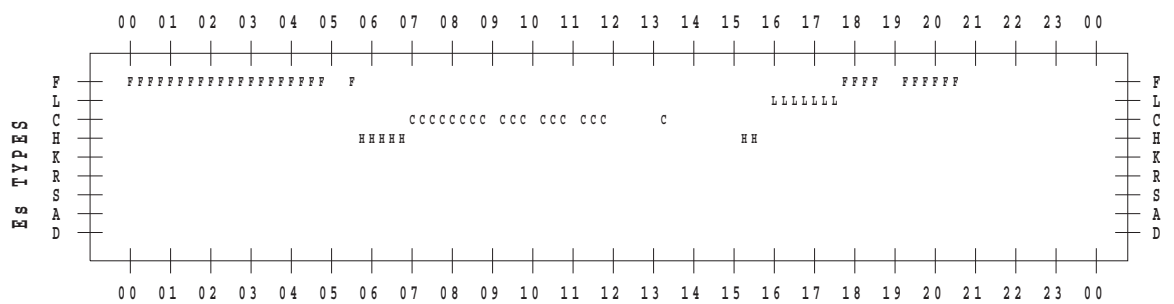 00 01 02 03 04 05 06 07 08 09 10 11 12 13 14 15 16 17 18 19 20 21 22 23 00
F FFFFFFFFFFFFFFFFFFFF F FFFF FFFFFF F
L LLLLLLL L
C CCCCCCCC CCC CCC CCC C C
H HHHHH HH H
K K
R R
S S
A A
D D
Es TYPES
00 01 02 03 04 05 06 07 08 09 10 11 12 13 14 15 16 17 18 19 20 21 22 23 00